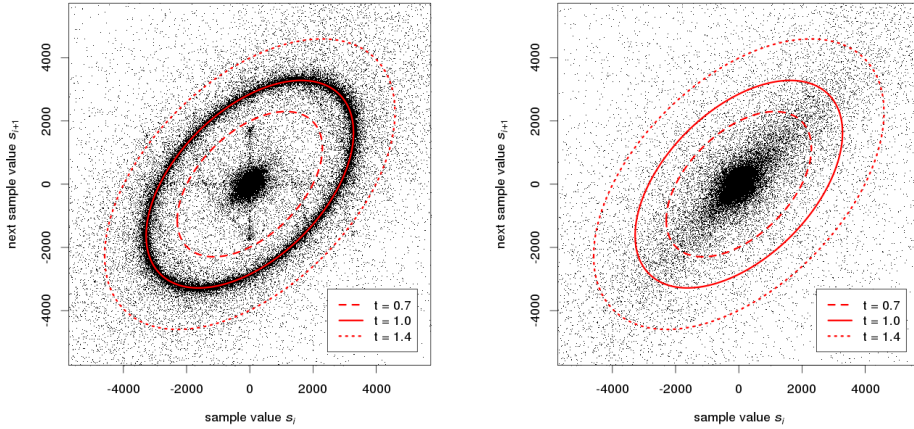 next sample value s_{i+1}
4000
2000
0
2000
-4000
-4000 -2000 0 2000 4000
sample value s_i
t = 0.7
t = 1.0
t = 1.4
next sample value s_{i+1}
4000
2000
0
2000
-4000
-4000 -2000 0 2000 4000
sample value s_i
t = 0.7
t = 1.0
t = 1.4